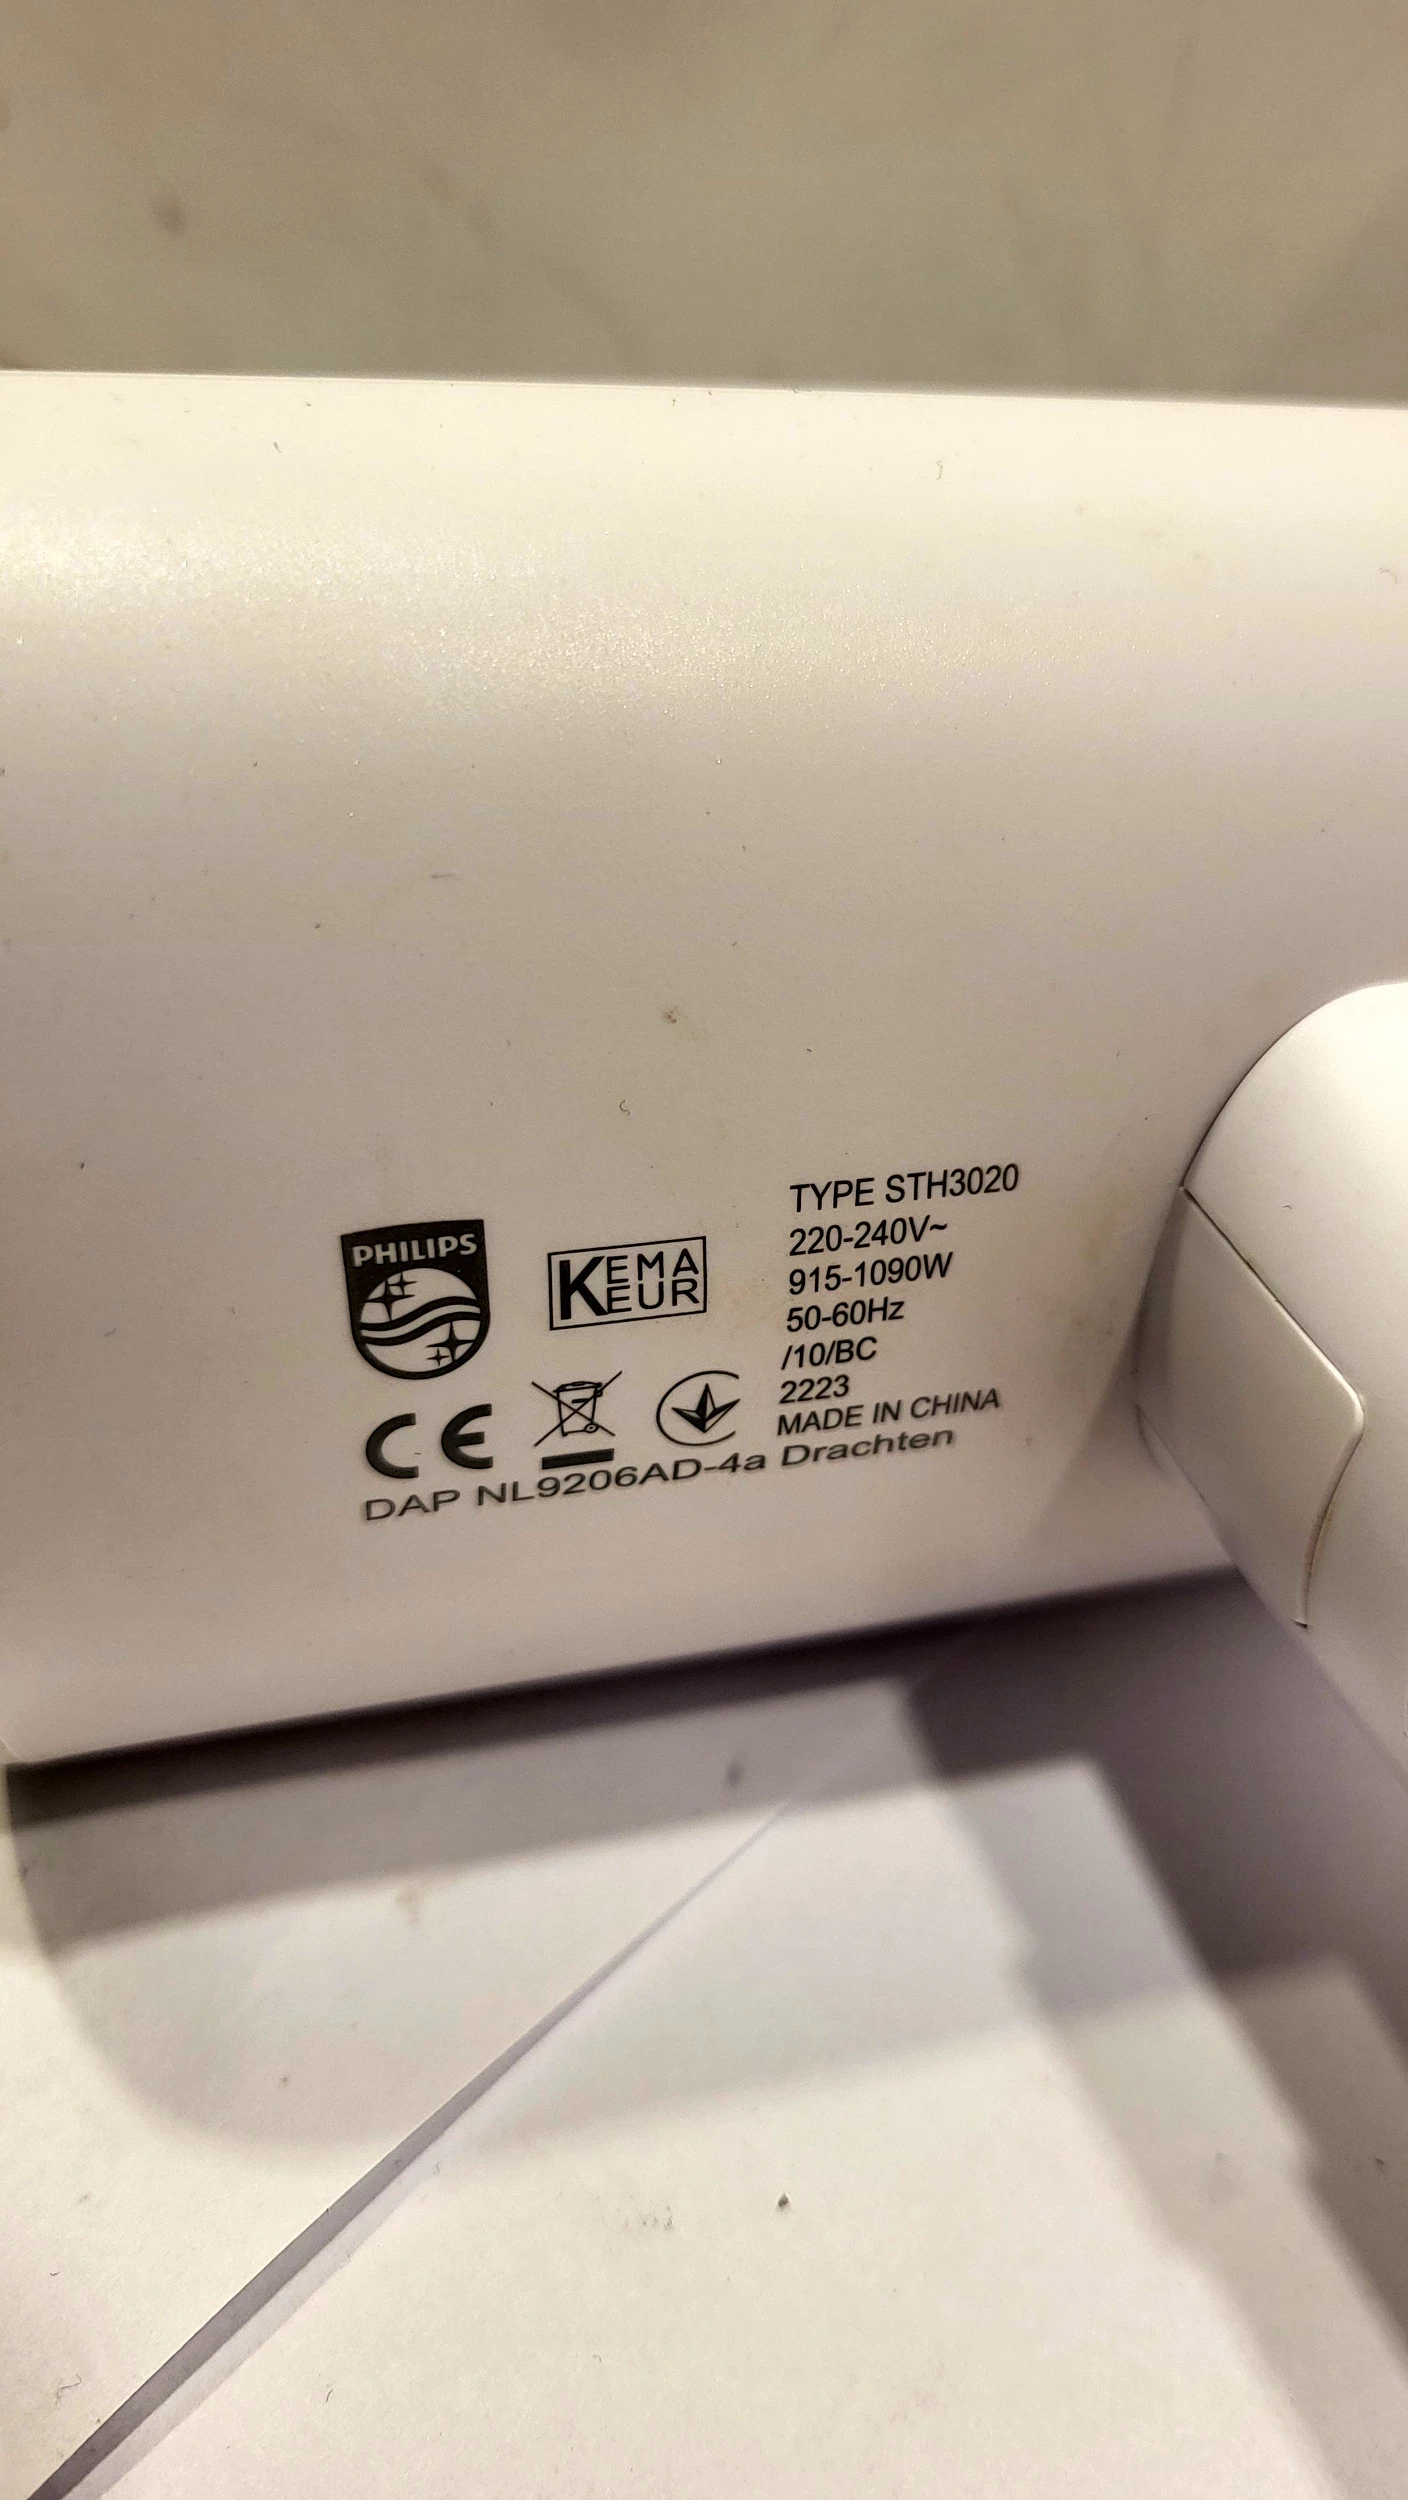 PHILIPS
KEMA
EUR
CE
TYPE STH3020
220-240V~
915-1090W
50-60Hz
/10/BC
2223
MADE IN CHINA
DAP NL9206AD-4a Drachten